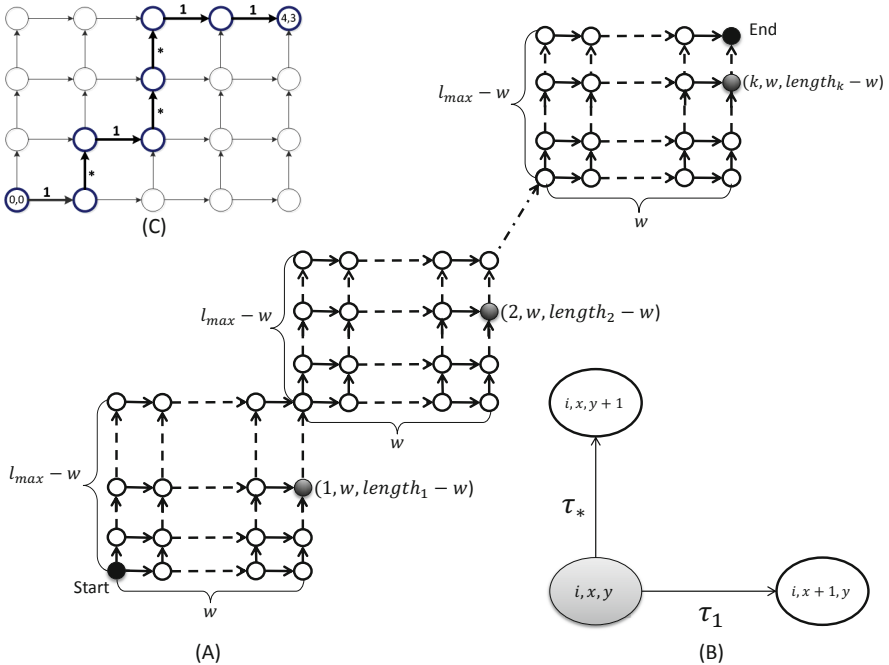 1 1 4,3
*
*
1
*
0,0 1
(C)
End
(k, w, length_k − w)
l_max − w
w
l_max − w
(2, w, length_2 − w)
w
l_max − w
(1, w, length_1 − w)
Start
w
(A)
i, x, y + 1
τ_*
i, x, y
i, x + 1, y
τ_1
(B)